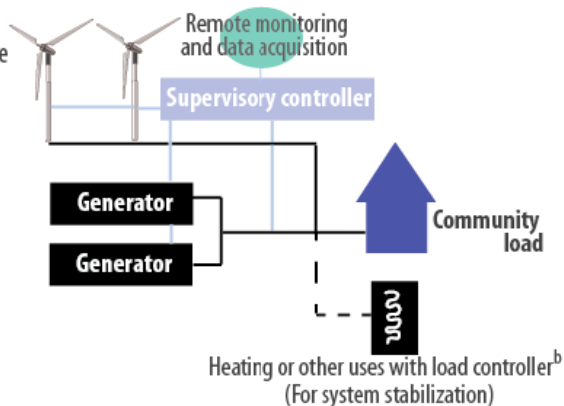 Remote monitoring
and data acquisition
e
Supervisory controller
Generator
Generator
Community
load
Heating or other uses with load controllerᵇ
(For system stabilization)